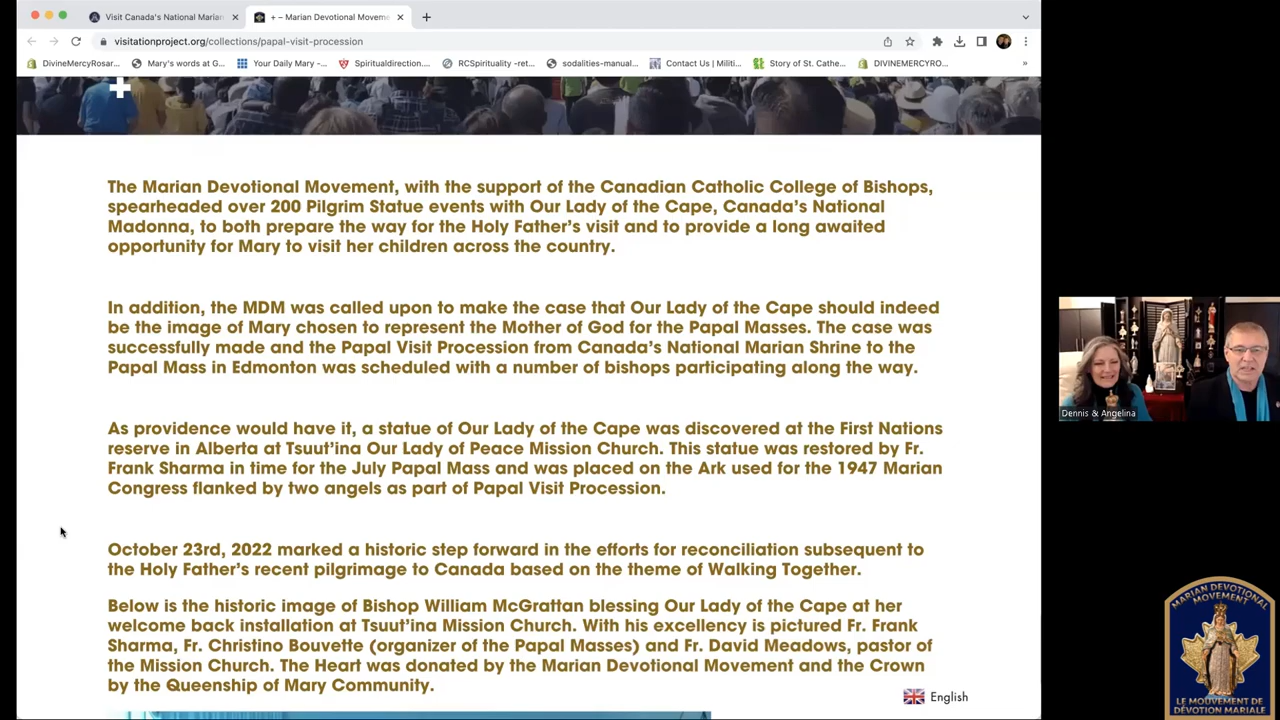 Visit Canada's National Marian
+ – Marian Devotional Moveme
visitationproject.org/collections/papal-visit-procession
DivineMercyRosar...
Mary's words at G...
Your Daily Mary -...
Spiritualdirection....
RCSpirituality -ret...
sodalities-manual...
Contact Us | Militi...
Story of St. Cathe...
DIVINEMERCYRO...
»
The Marian Devotional Movement, with the support of the Canadian Catholic College of Bishops,
spearheaded over 200 Pilgrim Statue events with Our Lady of the Cape, Canada's National
Madonna, to both prepare the way for the Holy Father's visit and to provide a long awaited
opportunity for Mary to visit her children across the country.
In addition, the MDM was called upon to make the case that Our Lady of the Cape should indeed
be the image of Mary chosen to represent the Mother of God for the Papal Masses. The case was
successfully made and the Papal Visit Procession from Canada's National Marian Shrine to the
Papal Mass in Edmonton was scheduled with a number of bishops participating along the way.
As providence would have it, a statue of Our Lady of the Cape was discovered at the First Nations
reserve in Alberta at Tsuut'ina Our Lady of Peace Mission Church. This statue was restored by Fr.
Frank Sharma in time for the July Papal Mass and was placed on the Ark used for the 1947 Marian
Congress flanked by two angels as part of Papal Visit Procession.
October 23rd, 2022 marked a historic step forward in the efforts for reconciliation subsequent to
the Holy Father's recent pilgrimage to Canada based on the theme of Walking Together.
Below is the historic image of Bishop William McGrattan blessing Our Lady of the Cape at her
welcome back installation at Tsuut'ina Mission Church. With his excellency is pictured Fr. Frank
Sharma, Fr. Christino Bouvette (organizer of the Papal Masses) and Fr. David Meadows, pastor of
the Mission Church. The Heart was donated by the Marian Devotional Movement and the Crown
by the Queenship of Mary Community.
English
Dennis & Angelina
MARIAN DEVOTIONAL
MOVEMENT
LE MOUVEMENT DE
DÉVOTION MARIALE